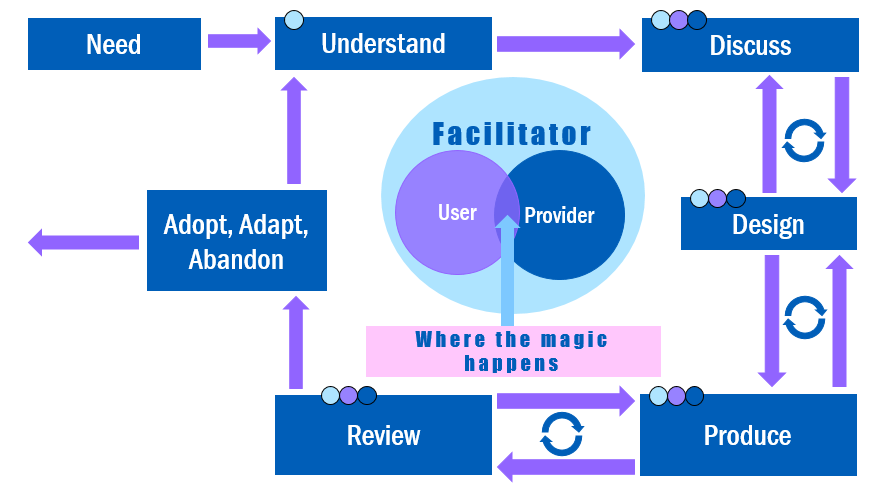 Need
Understand
Discuss
Facilitator
User
Provider
Adopt, Adapt,
Abandon
Design
Where the magic
happens
Review
Produce